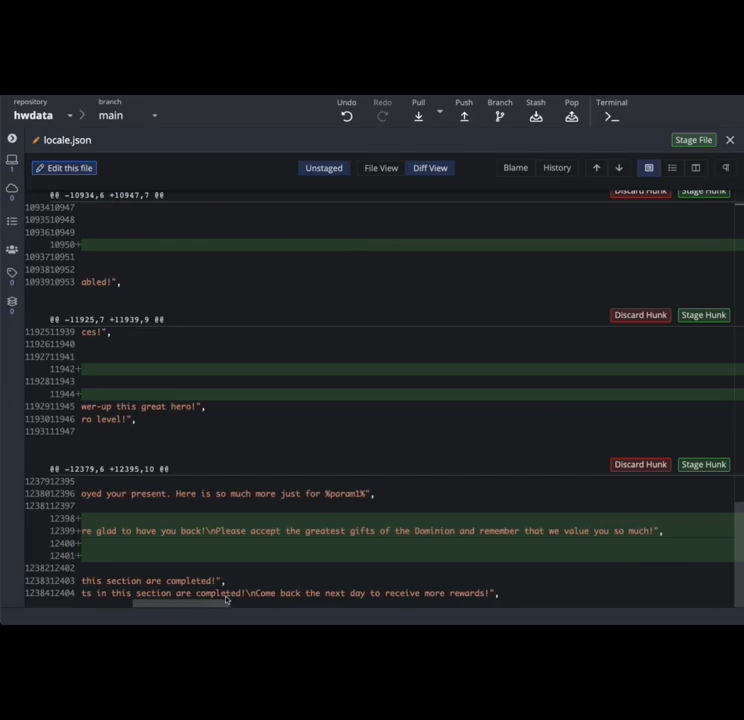 repository
branch
hwdata
main
Undo
Redo
Pull
Push
Branch
Stash
Pop
Terminal
locale.json
Stage File
1
Edit this file
Unstaged
File View
Diff View
Blame
History
0
@@ -10934,6 +10947,7 @@
Discard Hunk
Stage Hunk
1093410947
1093510948
1093610949
10950+
1093710951
1093810952
1093910953 abled!",
0
0
@@ -11925,7 +11939,9 @@
Discard Hunk
Stage Hunk
1192511939 ces!",
1192611940
1192711941
11942+
1192811943
11944+
1192911945 wer-up this great hero!",
1193011946 ro level!",
1193111947
@@ -12379,6 +12395,10 @@
Discard Hunk
Stage Hunk
1237912395
1238012396 oyed your present. Here is so much more just for %param1%",
1238112397
12398+
12399+ re glad to have you back!\nPlease accept the greatest gifts of the Dominion and remember that we value you so much!",
12400+
12401+
1238212402
1238312403 this section are completed!",
1238412404 ts in this section are completed!\nCome back the next day to receive more rewards!",